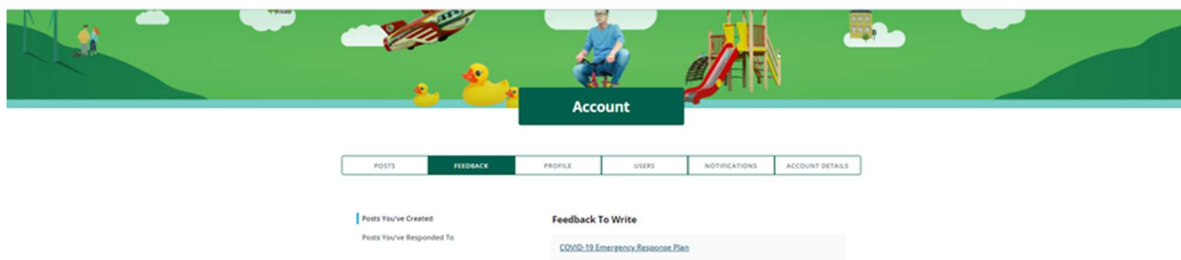 Account
POSTS FEEDBACK PROFILE USERS NOTIFICATIONS ACCOUNT DETAILS
Posts You've Created
Posts You've Responded To
Feedback To Write
COVID-19 Emergency Response Plan